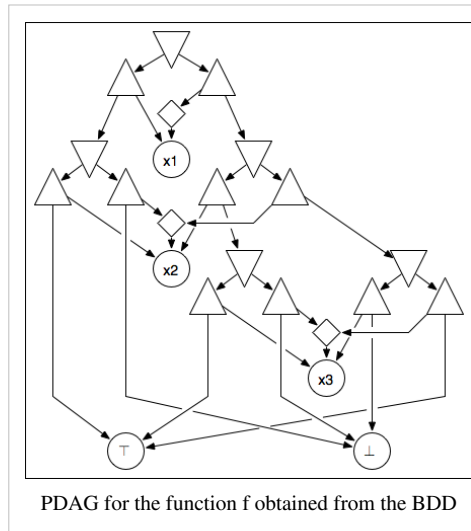 x1
x2
x3
⊤ ⊥
PDAG for the function f obtained from the BDD